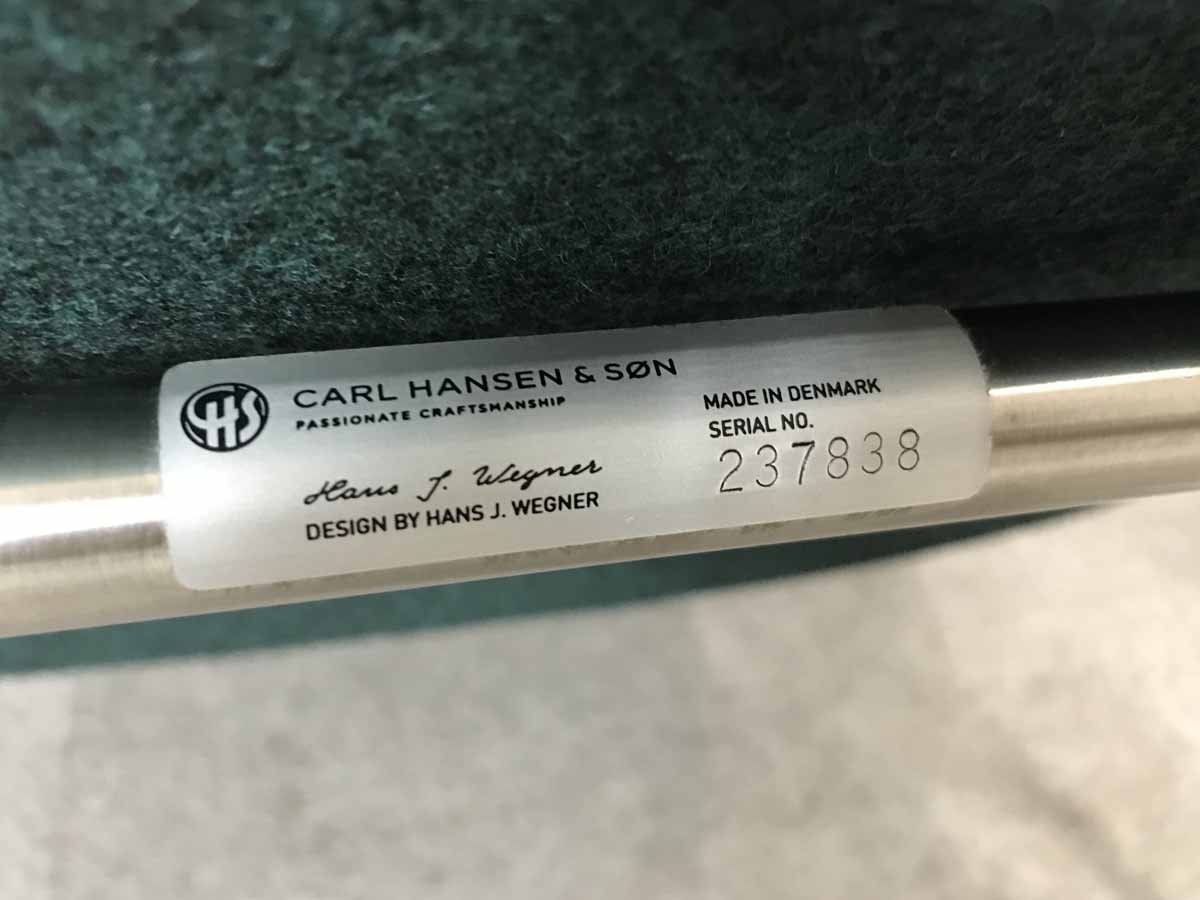 CHS
CARL HANSEN & SØN
PASSIONATE CRAFTSMANSHIP
Hans J. Wegner
DESIGN BY HANS J. WEGNER
MADE IN DENMARK
SERIAL NO.
237838